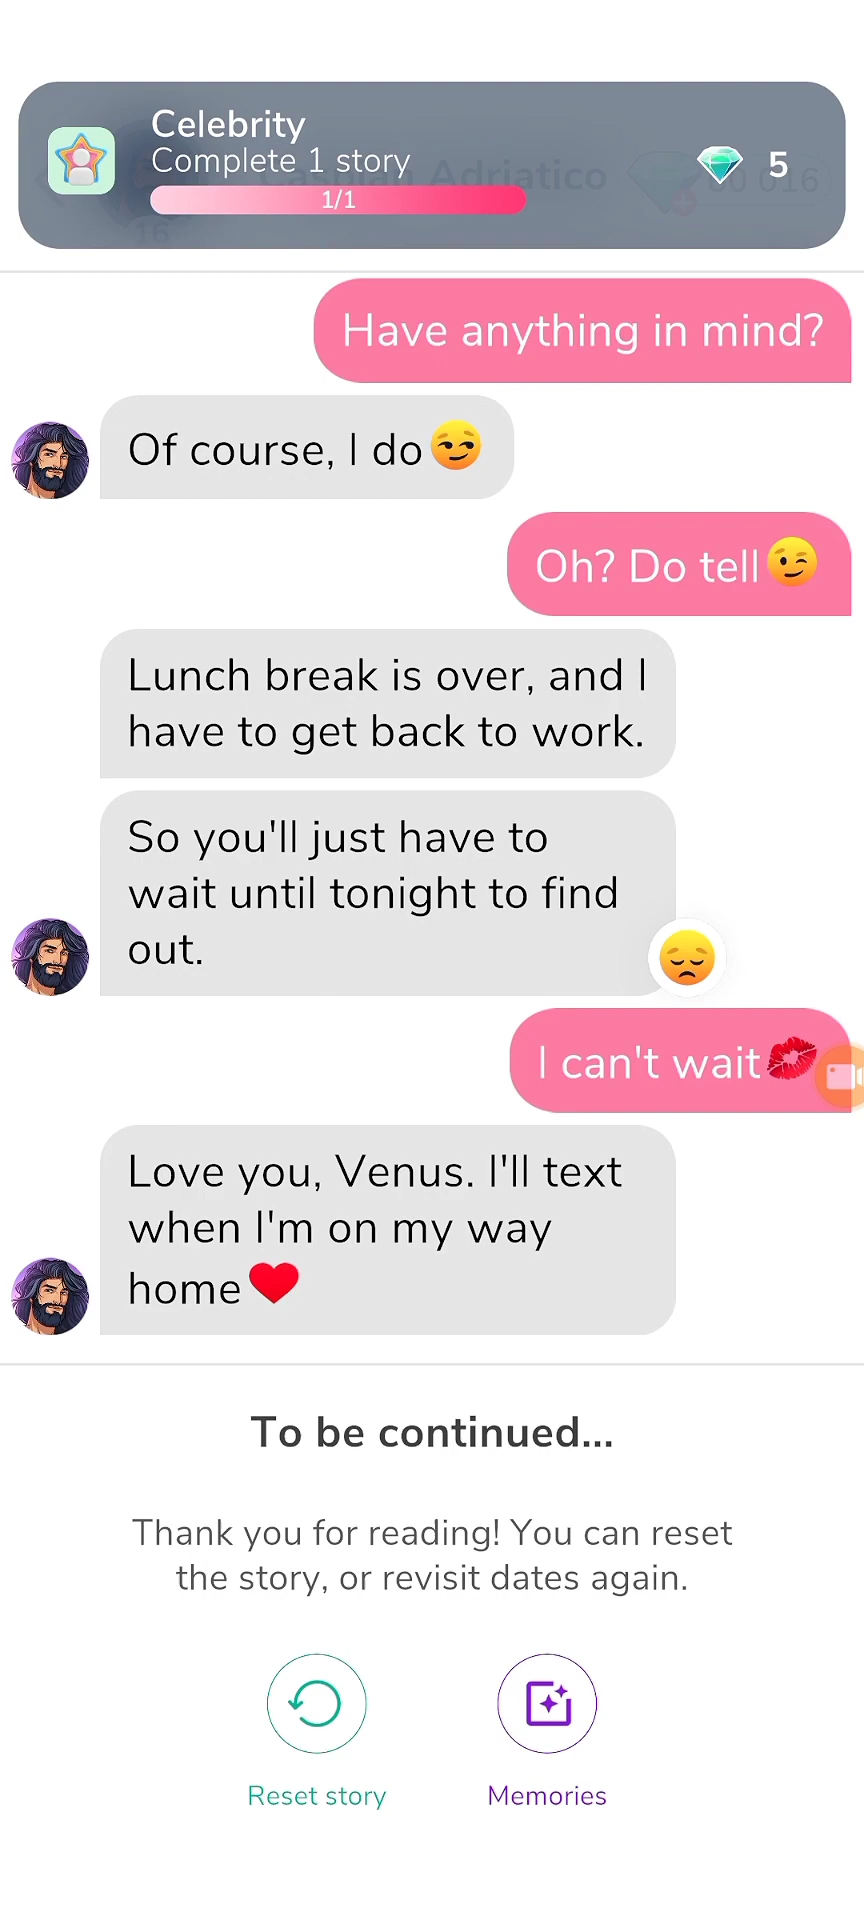 Celebrity
Complete 1 story
Adriatico
1/1
5
16
Have anything in mind?
Of course, I do😏
Oh? Do tell😉
Lunch break is over, and I
have to get back to work.
So you'll just have to
wait until tonight to find
out.
I can't wait💋
Love you, Venus. I'll text
when I'm on my way
home❤️
To be continued...
Thank you for reading! You can reset
the story, or revisit dates again.
Reset story
Memories